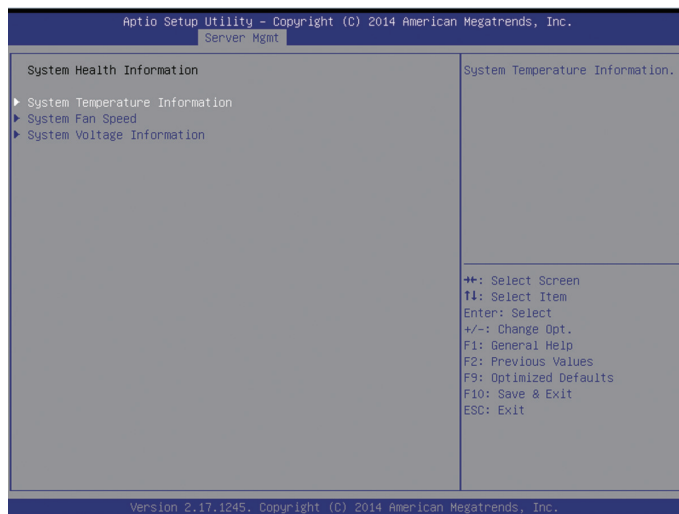 Aptio Setup Utility – Copyright (C) 2014 American Megatrends, Inc.
Server Mgmt
System Health Information
System Temperature Information
System Fan Speed
System Voltage Information
System Temperature Information.
→←: Select Screen
↑↓: Select Item
Enter: Select
+/-: Change Opt.
F1: General Help
F2: Previous Values
F9: Optimized Defaults
F10: Save & Exit
ESC: Exit
Version 2.17.1245. Copyright (C) 2014 American Megatrends, Inc.